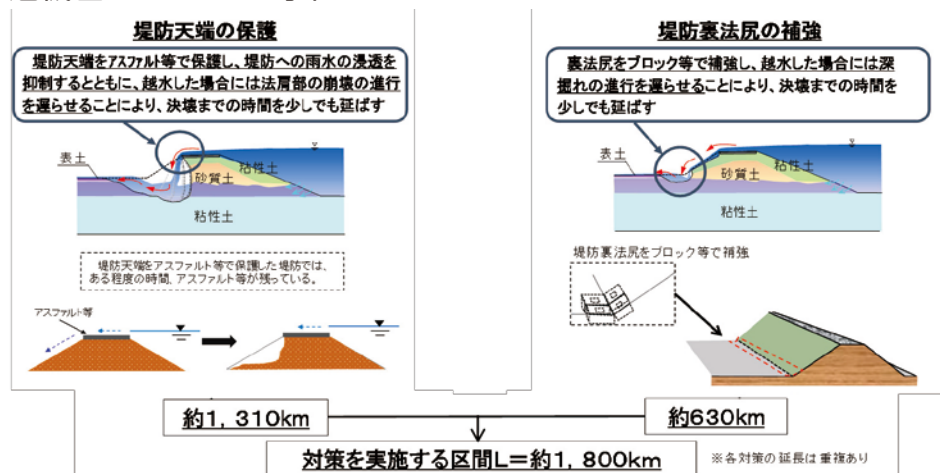 堤防天端の保護
堤防天端をアスファルト等で保護し、堤防への雨水の浸透を
抑制するとともに、越水した場合には法肩部の崩壊の進行
を遅らせることにより、決壊までの時間を少しでも延ばす
表土
砂質土
粘性土
粘性土
堤防天端をアスファルト等で保護した堤防では、
ある程度の時間、アスファルト等が残っている。
アスファルト等
約1,310km
堤防裏法尻の補強
裏法尻をブロック等で補強し、越水した場合には深
掘れの進行を遅らせることにより、決壊までの時間を
少しでも延ばす
表土
砂質土
粘性土
粘性土
堤防裏法尻をブロック等で補強
約630km
対策を実施する区間L=約1,800km
※各対策の延長は重複あり